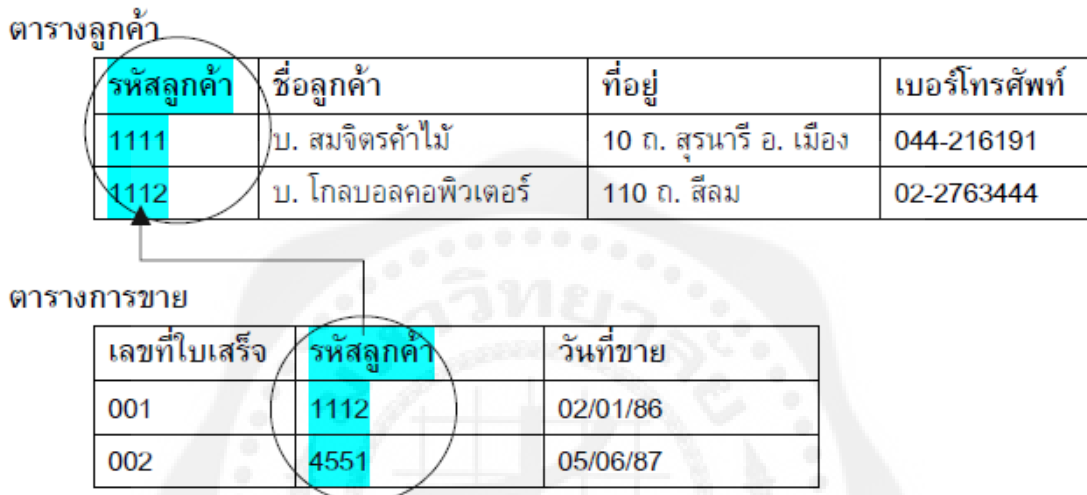 ตารางลูกค้า
รหัสลูกค้า ชื่อลูกค้า ที่อยู่ เบอร์โทรศัพท์
1111 บ. สมจิตรค้าไม้ 10 ถ. สุรนารี อ. เมือง 044-216191
1112 บ. โกลบอลคอพิวเตอร์ 110 ถ. สีลม 02-2763444
ตารางการขาย
เลขที่ใบเสร็จ รหัสลูกค้า วันที่ขาย
001 1112 02/01/86
002 4551 05/06/87